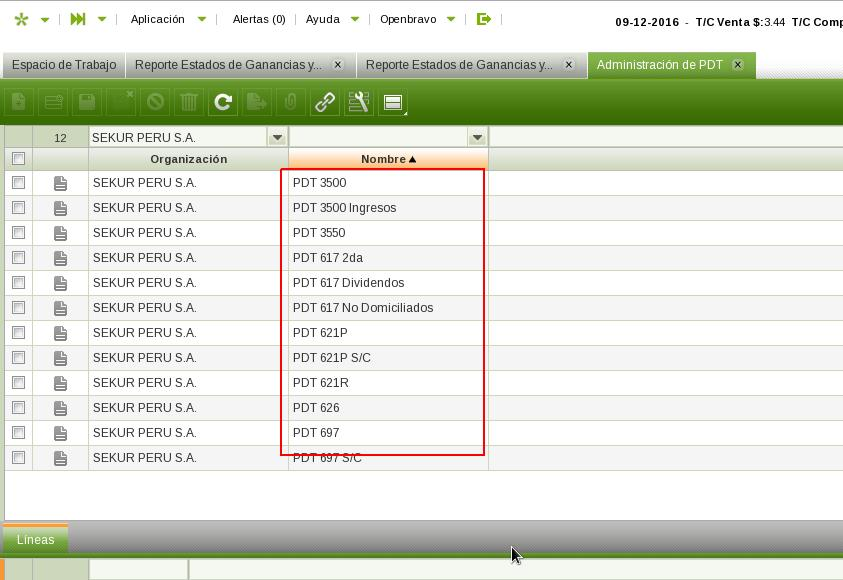 Aplicación Alertas (0) Ayuda Openbravo 09-12-2016 - T/C Venta $:3.44 T/C Comp
Espacio de Trabajo Reporte Estados de Ganancias y... x Reporte Estados de Ganancias y... x Administración de PDT x
12 SEKUR PERU S.A.
Organización Nombre
SEKUR PERU S.A. PDT 3500
SEKUR PERU S.A. PDT 3500 Ingresos
SEKUR PERU S.A. PDT 3550
SEKUR PERU S.A. PDT 617 2da
SEKUR PERU S.A. PDT 617 Dividendos
SEKUR PERU S.A. PDT 617 No Domiciliados
SEKUR PERU S.A. PDT 621P
SEKUR PERU S.A. PDT 621P S/C
SEKUR PERU S.A. PDT 621R
SEKUR PERU S.A. PDT 626
SEKUR PERU S.A. PDT 697
SEKUR PERU S.A. PDT 697 S/C
Líneas